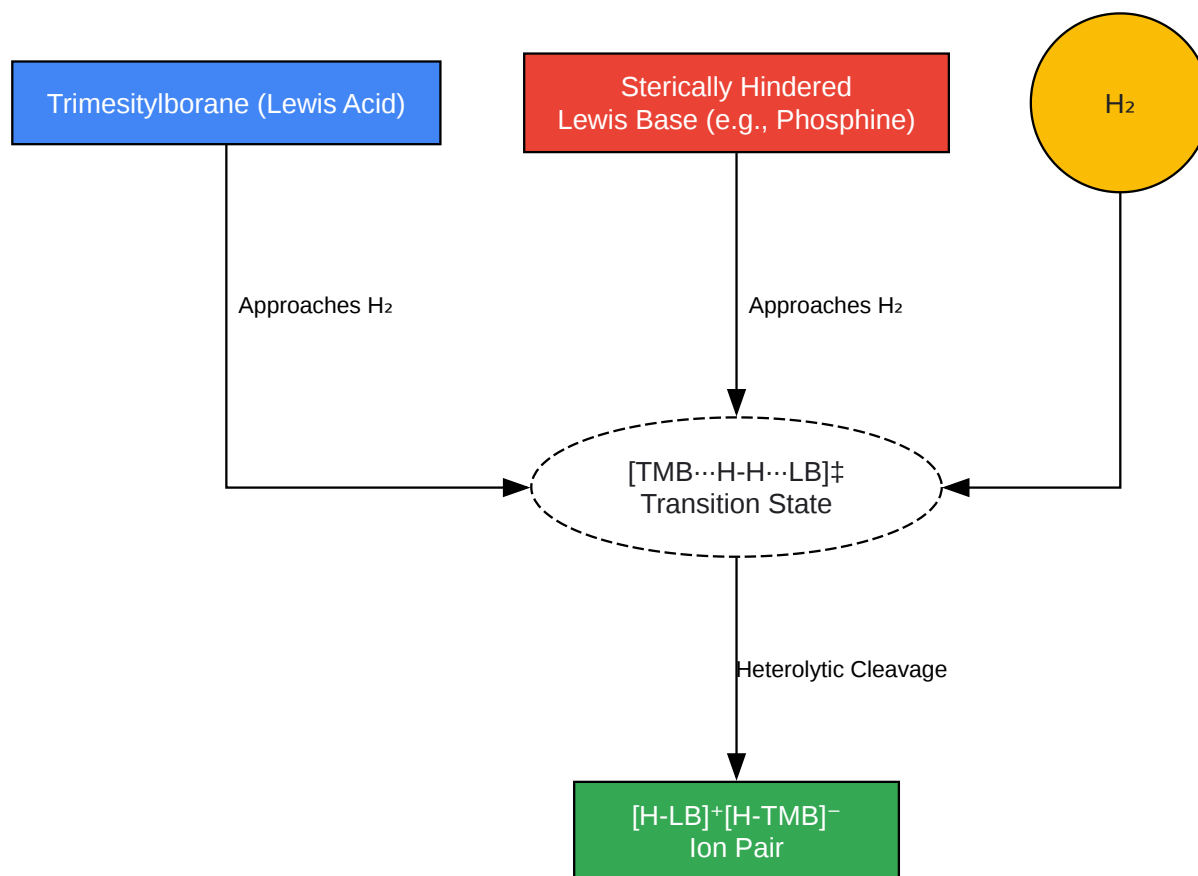 Trimesitylborane (Lewis Acid)
Sterically Hindered
Lewis Base (e.g., Phosphine)
H₂
Approaches H₂
Approaches H₂
[TMB···H-H···LB]‡
Transition State
Heterolytic Cleavage
[H-LB]⁺[H-TMB]⁻
Ion Pair